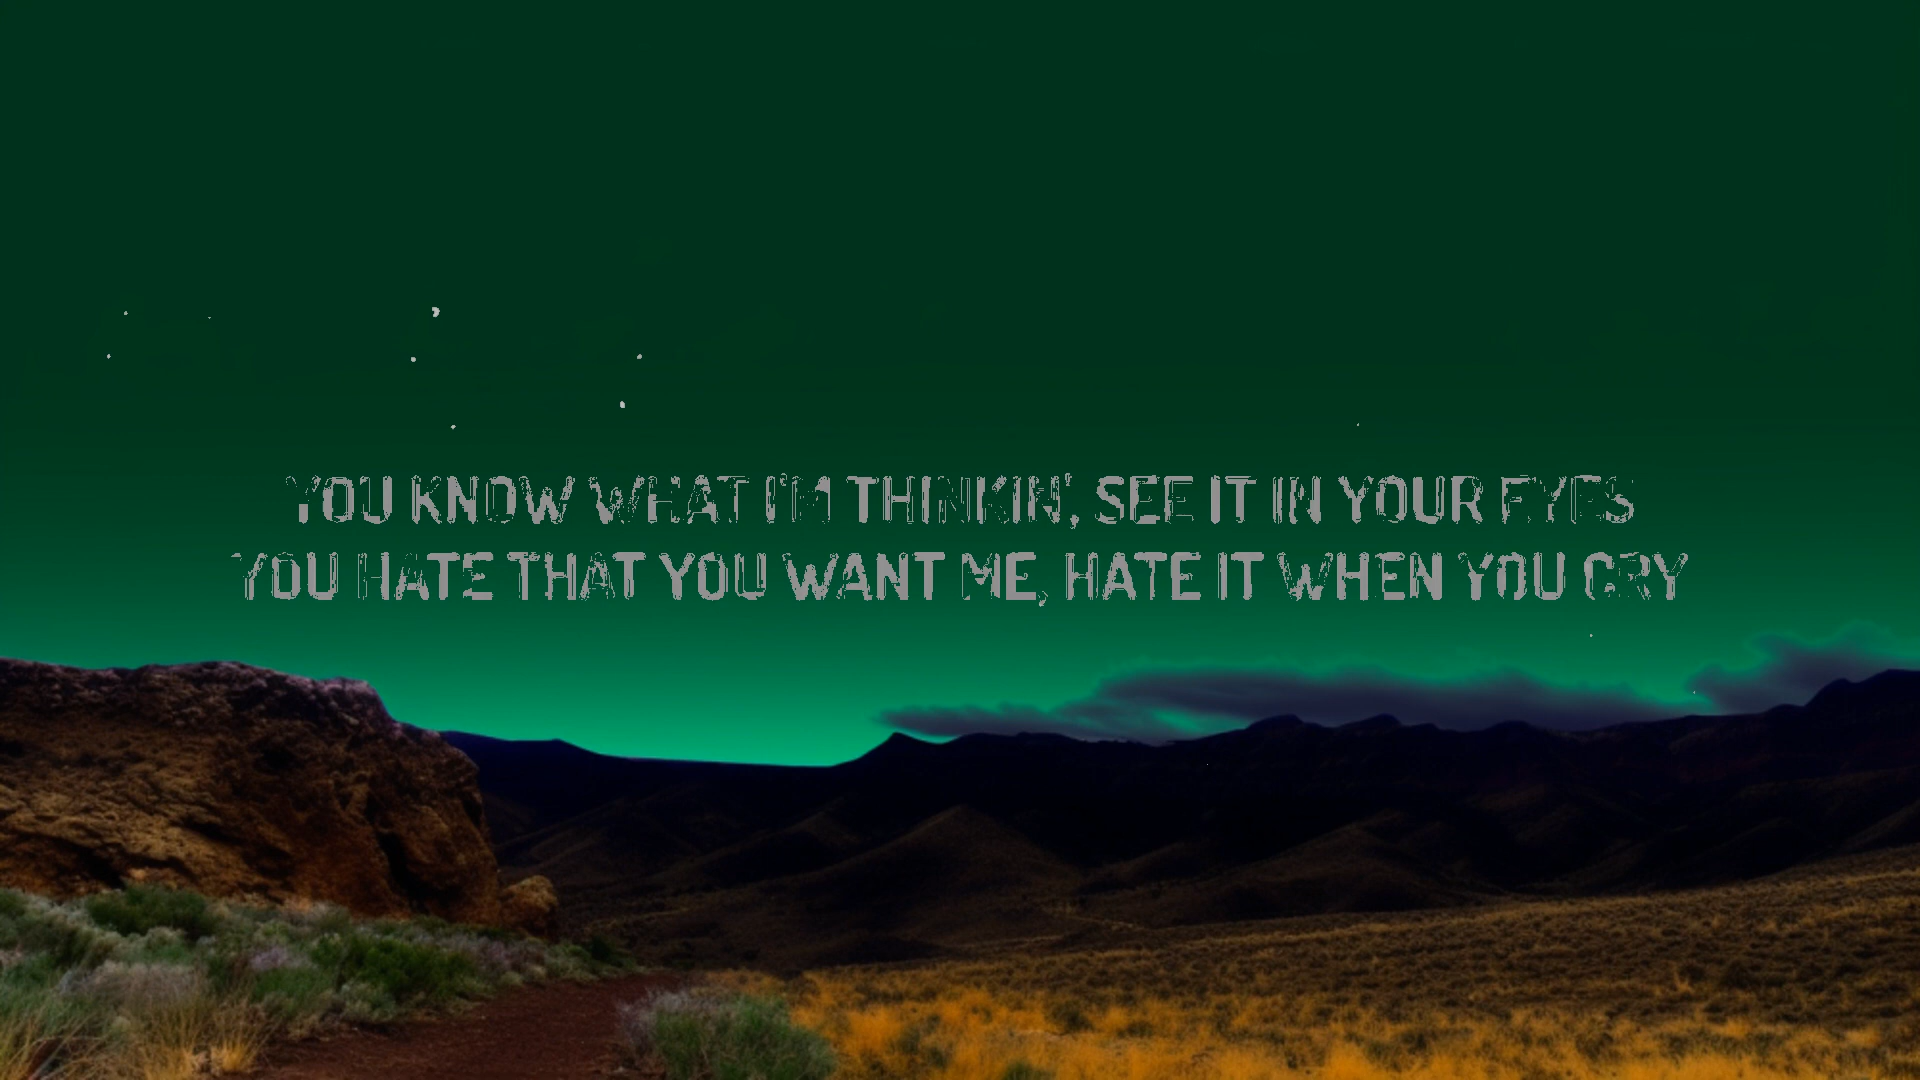 YOU KNOW WHAT I'M THINKIN', SEE IT IN YOUR EYES
YOU HATE THAT YOU WANT ME, HATE IT WHEN YOU CRY